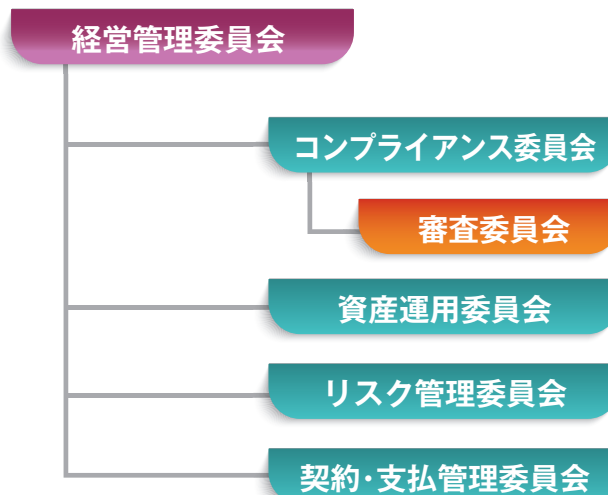 経営管理委員会
コンプライアンス委員会
審査委員会
資産運用委員会
リスク管理委員会
契約・支払管理委員会